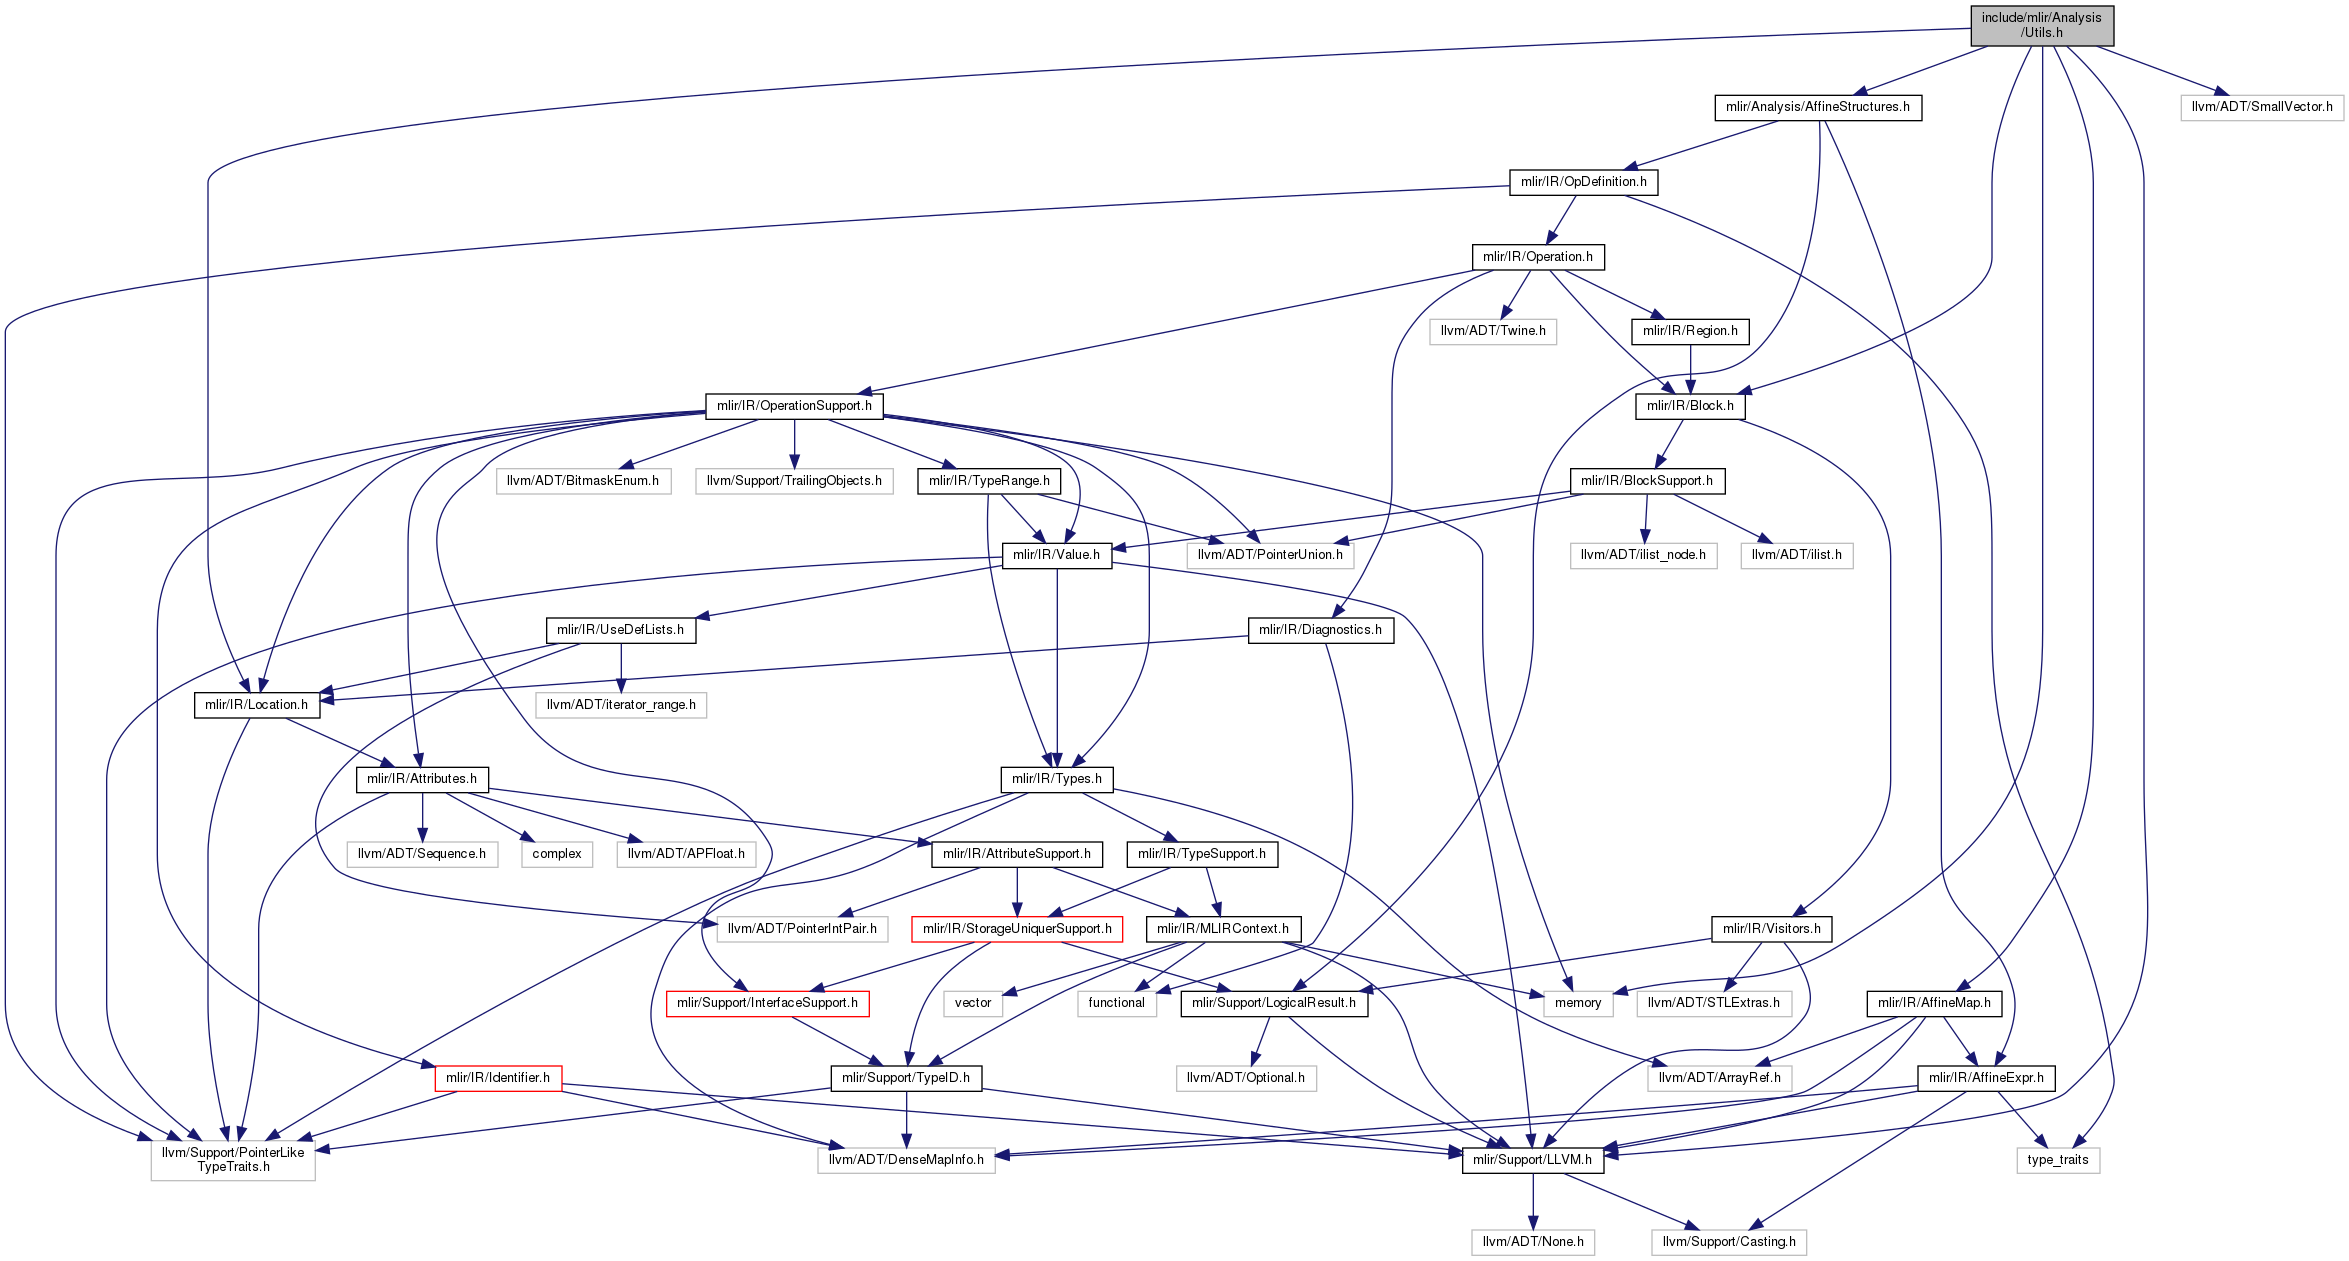 include/mlir/Analysis
/Utils.h
mlir/Analysis/AffineStructures.h
llvm/ADT/SmallVector.h
mlir/IR/OpDefinition.h
mlir/IR/Operation.h
llvm/ADT/Twine.h
mlir/IR/Region.h
mlir/IR/OperationSupport.h
mlir/IR/Block.h
llvm/ADT/BitmaskEnum.h
llvm/Support/TrailingObjects.h
mlir/IR/TypeRange.h
mlir/IR/BlockSupport.h
mlir/IR/Value.h
llvm/ADT/PointerUnion.h
llvm/ADT/ilist_node.h
llvm/ADT/ilist.h
mlir/IR/UseDefLists.h
mlir/IR/Diagnostics.h
mlir/IR/Location.h
llvm/ADT/iterator_range.h
mlir/IR/Attributes.h
mlir/IR/Types.h
llvm/ADT/Sequence.h
complex
llvm/ADT/APFloat.h
mlir/IR/AttributeSupport.h
mlir/IR/TypeSupport.h
llvm/ADT/PointerIntPair.h
mlir/IR/StorageUniquerSupport.h
mlir/IR/MLIRContext.h
mlir/IR/Visitors.h
mlir/Support/InterfaceSupport.h
vector
functional
mlir/Support/LogicalResult.h
memory
llvm/ADT/STLExtras.h
mlir/IR/AffineMap.h
mlir/IR/Identifier.h
mlir/Support/TypeID.h
llvm/ADT/Optional.h
llvm/ADT/ArrayRef.h
mlir/IR/AffineExpr.h
llvm/Support/PointerLike
TypeTraits.h
llvm/ADT/DenseMapInfo.h
mlir/Support/LLVM.h
type_traits
llvm/ADT/None.h
llvm/Support/Casting.h